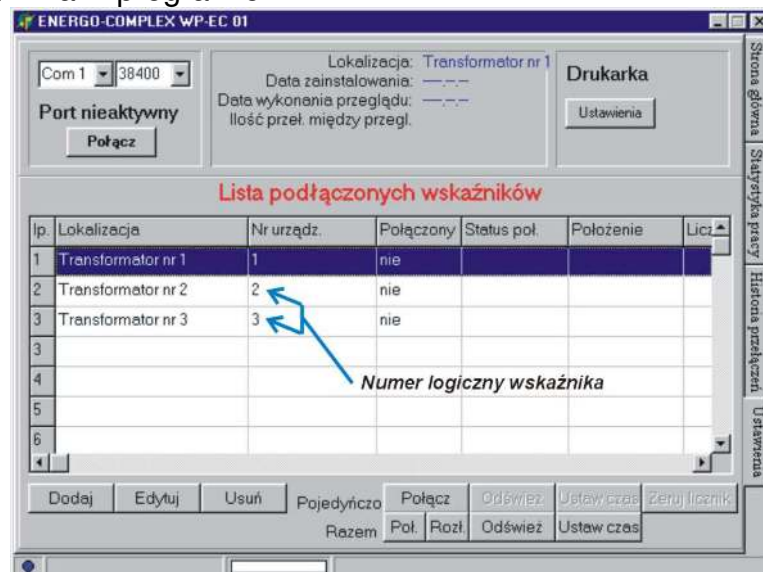 ENERGO-COMPLEX WP-EC 01
Com 1 38400
Port nieaktywny
Połącz
Lokalizacja: Transformator nr 1
Data zainstalowania: —.—.—
Data wykonania przeglądu: —.—.—
Ilość przeł. między przegl.
Drukarka
Ustawienia
Strona główna
Statystyka pracy
Historia przełączeń
Ustawienia
Lista podłączonych wskaźników
lp. Lokalizacja Nr urządz. Połączony Status poł. Położenie Licz
1 Transformator nr 1 1 nie
2 Transformator nr 2 2 nie
3 Transformator nr 3 3 nie
3
4
5
6
Numer logiczny wskaźnika
Dodaj Edytuj Usuń Pojedyńczo Połącz Odśwież Ustaw czas Zeruj licznik
Razem Poł. Rozł. Odśwież Ustaw czas